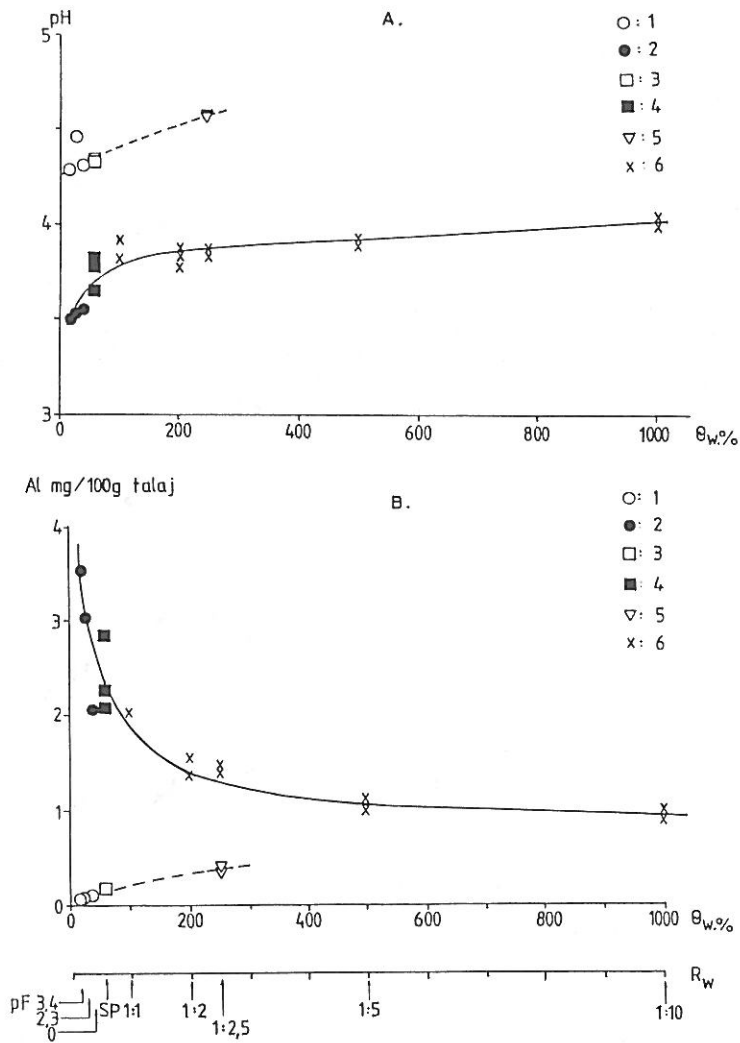 pH
A.
5
4
3
○: 1
●: 2
□: 3
■: 4
▽: 5
x: 6
0 200 400 600 800 1000 θw.%
Al mg/100g talaj
B.
4
3
2
1
0
○: 1
●: 2
□: 3
■: 4
▽: 5
x: 6
0 200 400 600 800 1000 θw.%
Rw
pF 3,4 SP 1:1 1:2 1:5 1:10
2,3
0 1:2,5